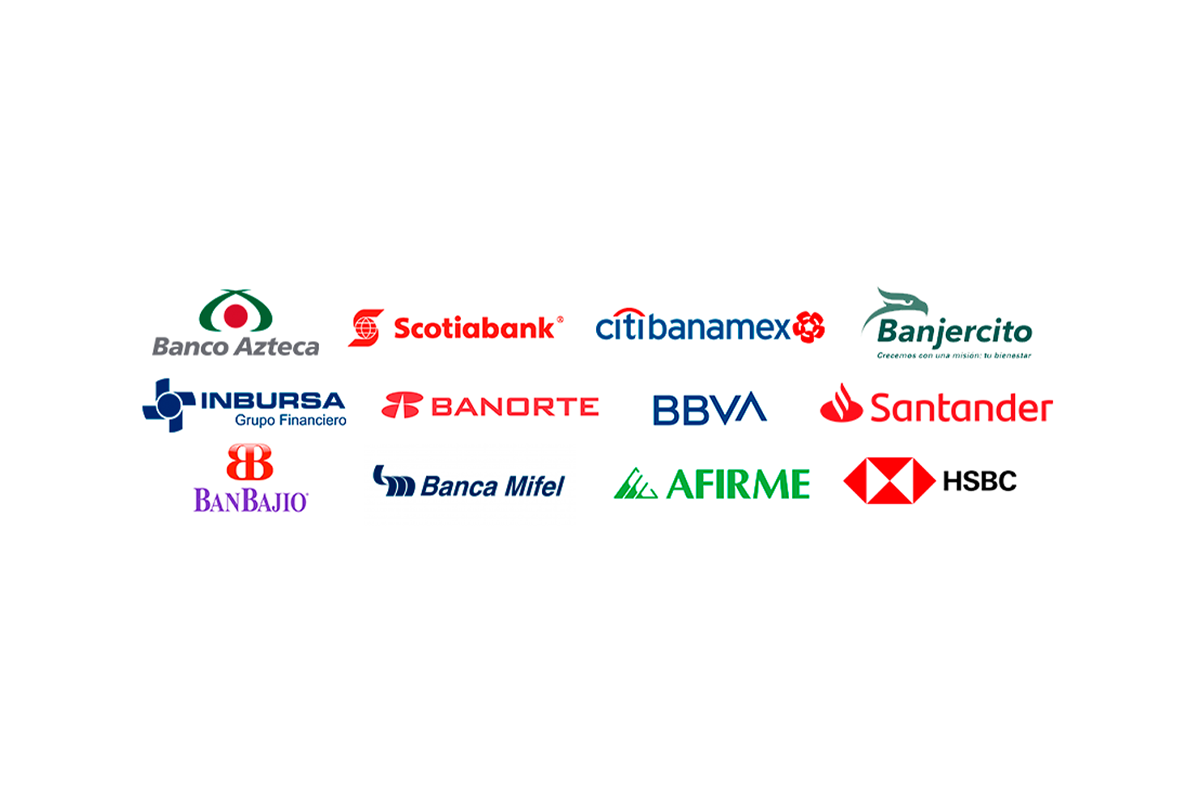 Banco Azteca
Scotiabank®
citibanamex
Banjercito
Crecemos con una misión: tu bienestar
INBURSA
Grupo Financiero
BANORTE
BBVA
Santander
BANBAJIO
Banca Mifel
AFIRME
HSBC